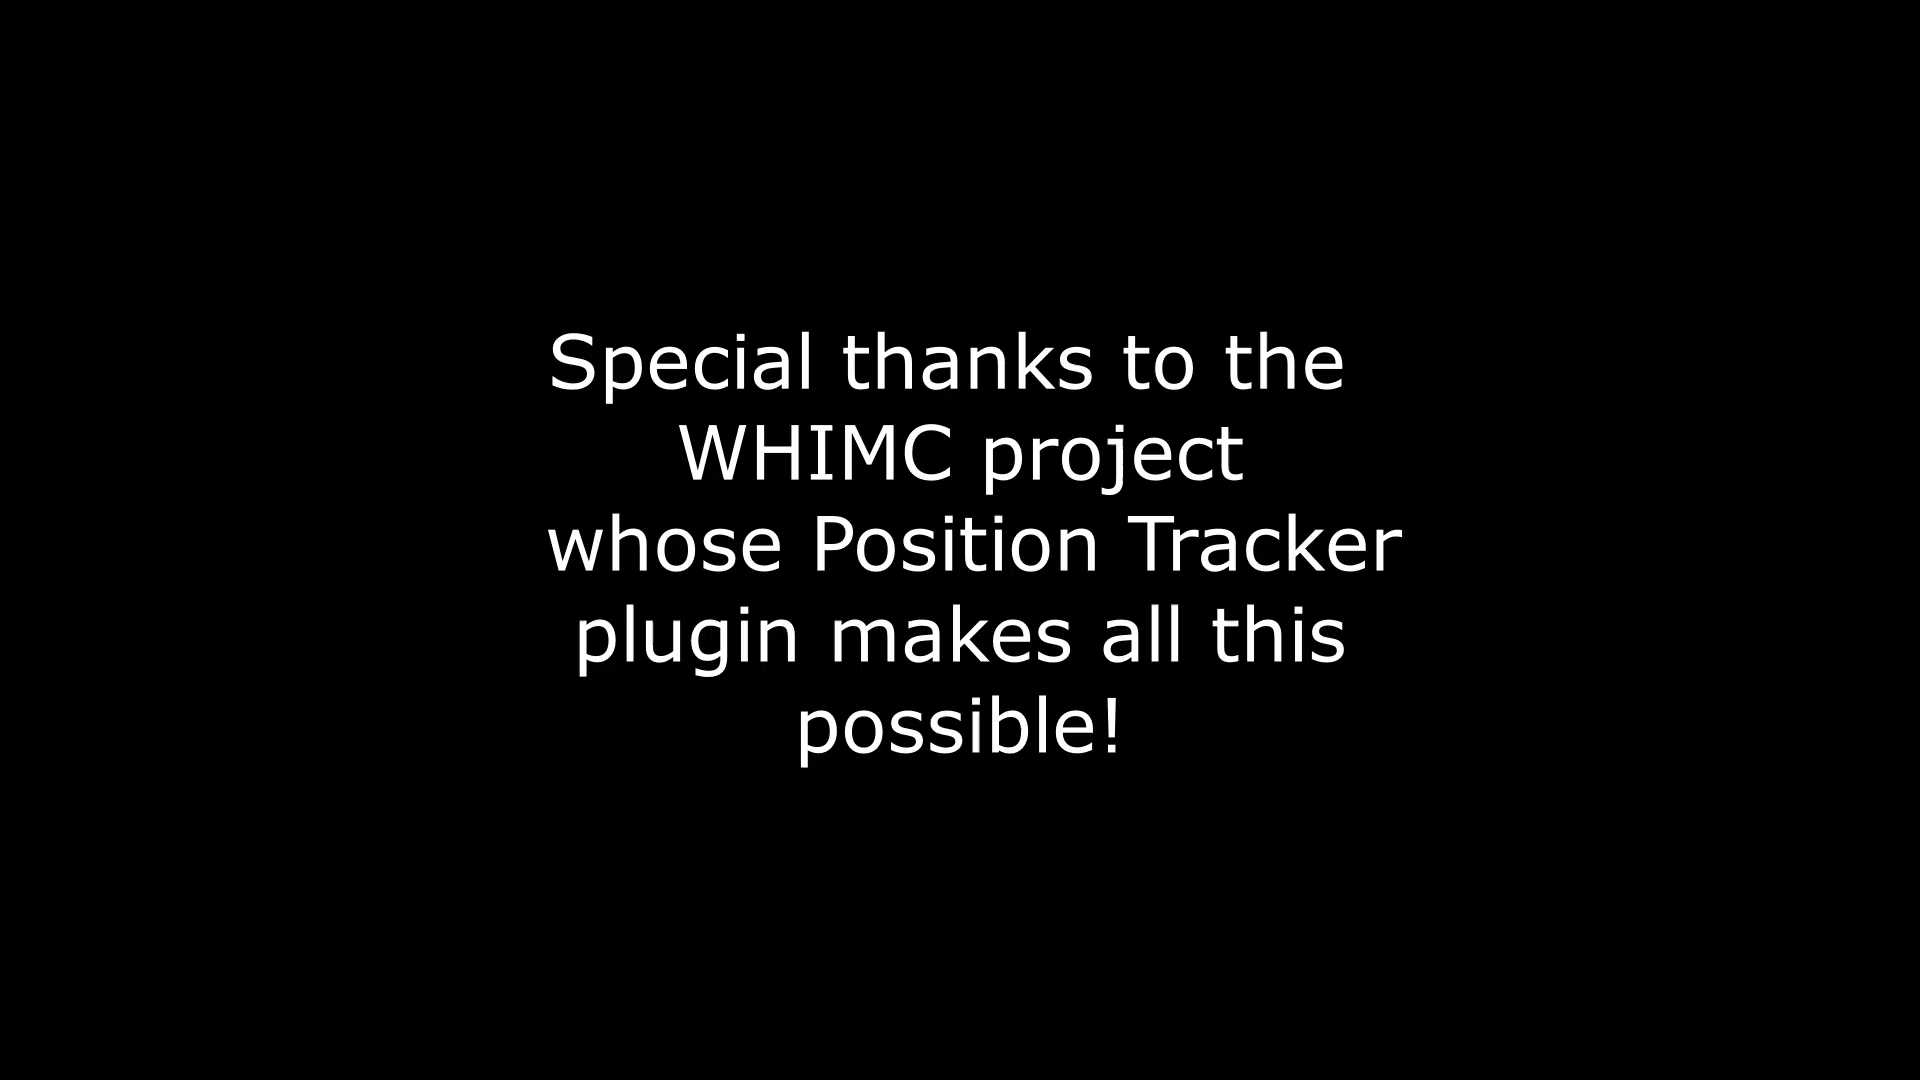 Special thanks to the
WHIMC project
whose Position Tracker
plugin makes all this
possible!